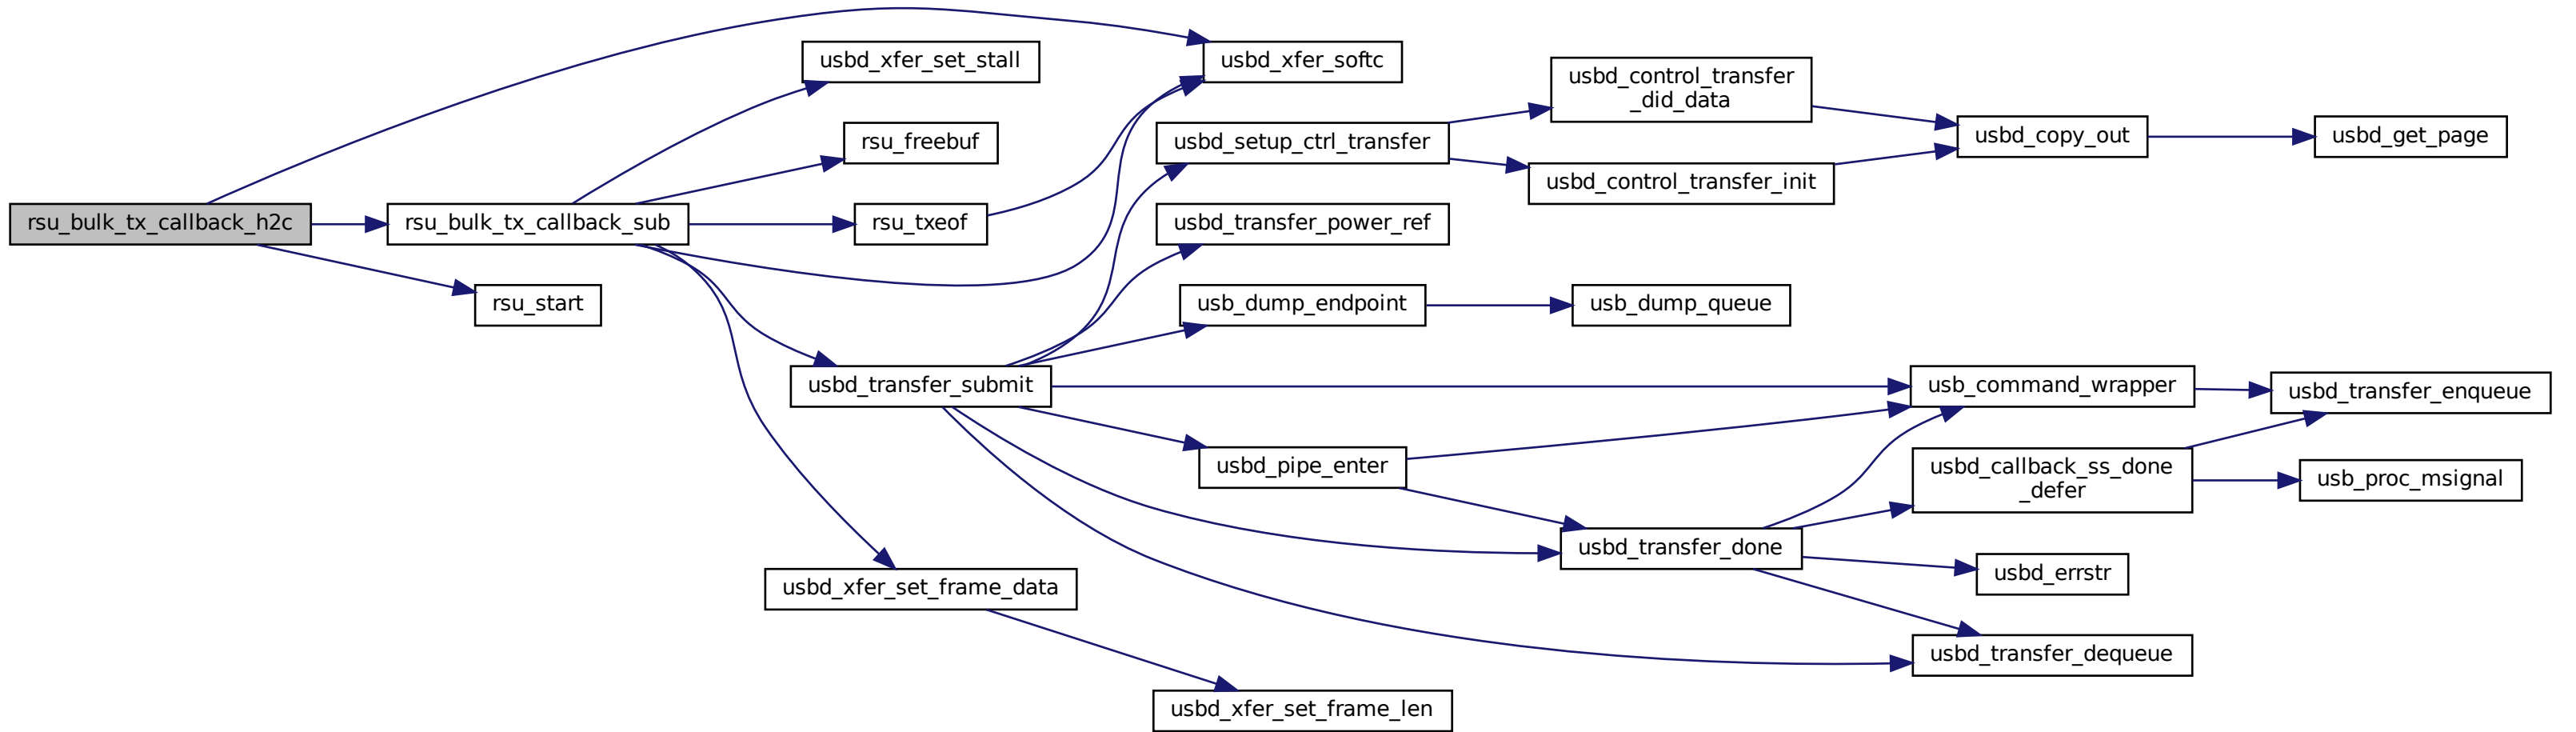 rsu_bulk_tx_callback_h2c
rsu_bulk_tx_callback_sub
rsu_start
usbd_xfer_set_stall
rsu_freebuf
rsu_txeof
usbd_transfer_submit
usbd_xfer_set_frame_data
usbd_xfer_softc
usbd_setup_ctrl_transfer
usbd_transfer_power_ref
usb_dump_endpoint
usbd_pipe_enter
usbd_xfer_set_frame_len
usbd_control_transfer
_did_data
usbd_control_transfer_init
usb_dump_queue
usbd_transfer_done
usbd_copy_out
usb_command_wrapper
usbd_callback_ss_done
_defer
usbd_errstr
usbd_transfer_dequeue
usbd_get_page
usbd_transfer_enqueue
usb_proc_msignal